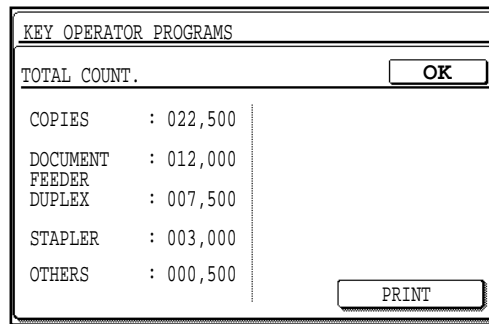 KEY OPERATOR PROGRAMS
TOTAL COUNT.
OK
COPIES : 022,500
DOCUMENT : 012,000
FEEDER
DUPLEX : 007,500
STAPLER : 003,000
OTHERS : 000,500
PRINT